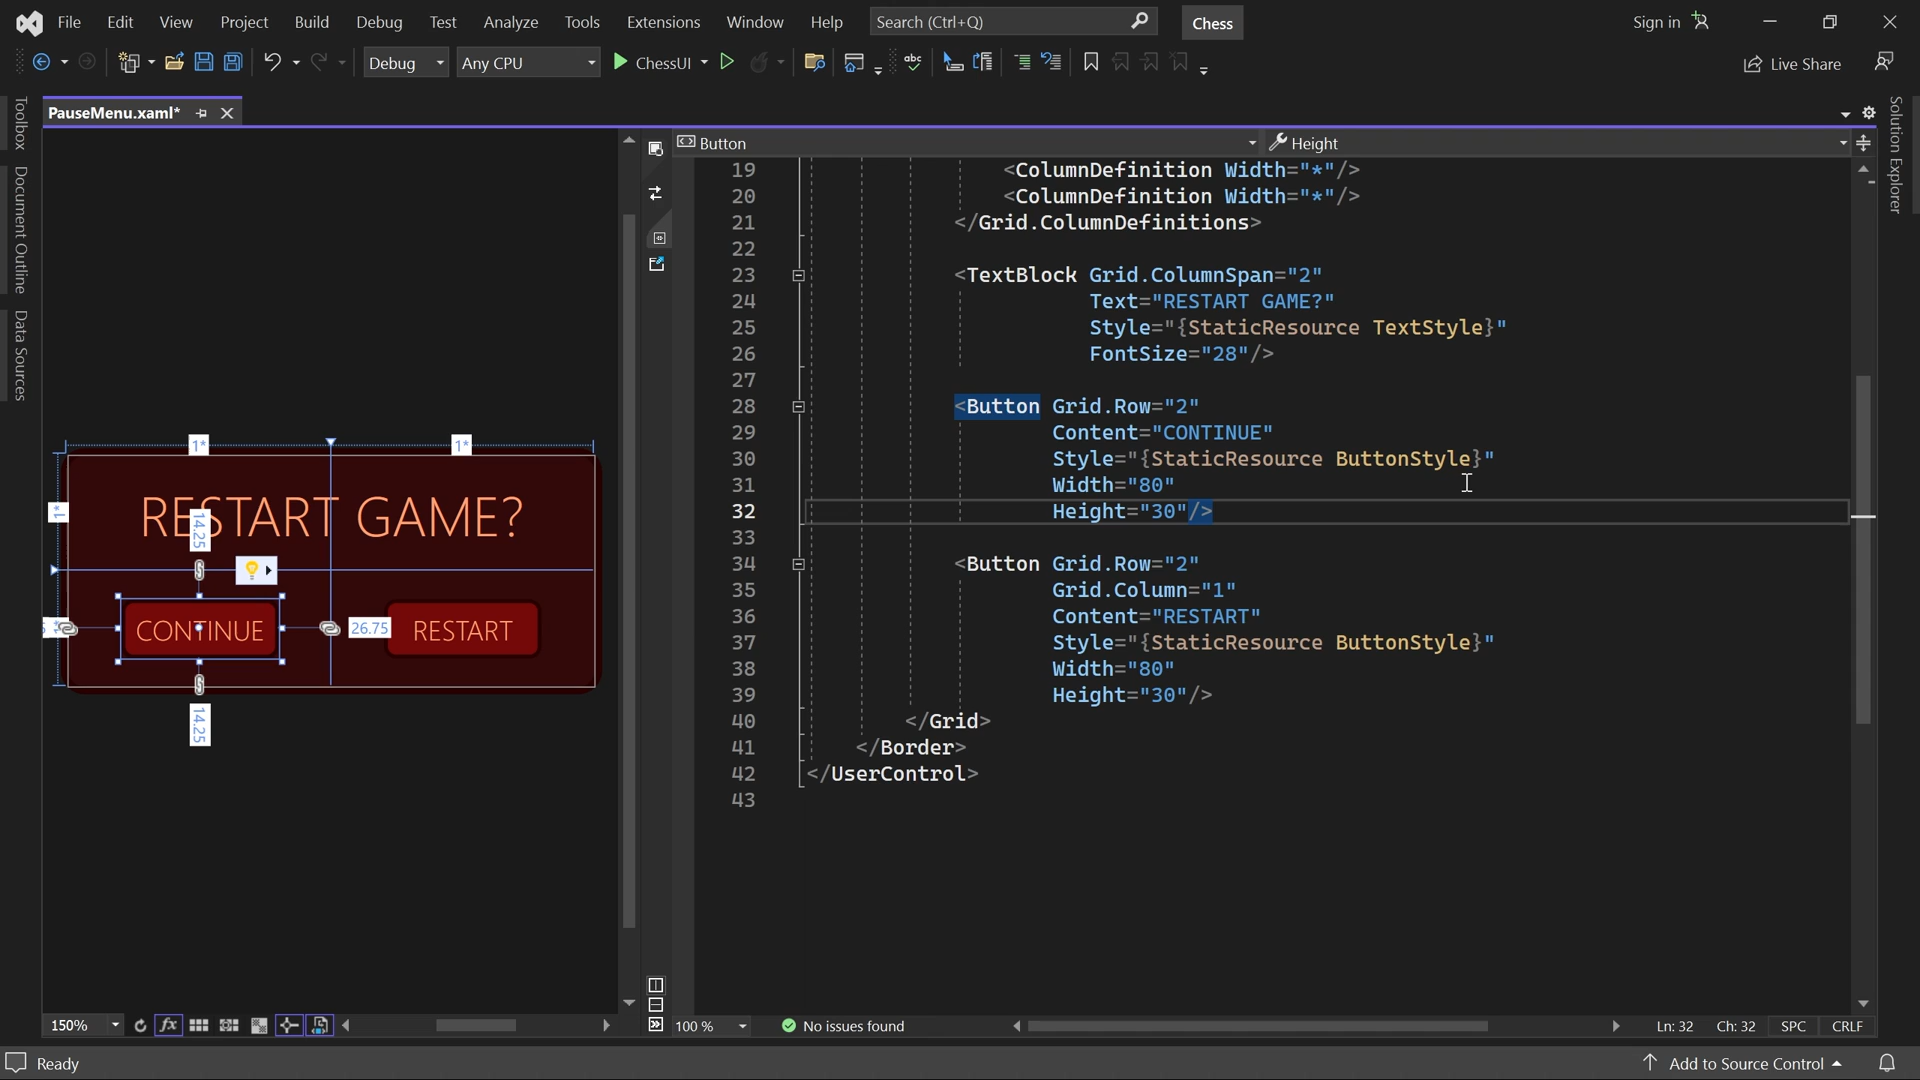 File Edit View Project Build Debug Test Analyze Tools Extensions Window Help Search (Ctrl+Q) Chess Sign in
Debug Any CPU ChessUI abc Live Share
Toolbox
Document Outline
Data Sources
PauseMenu.xaml*
Solution Explorer
Button Height
19 <ColumnDefinition Width="*"/>
20 <ColumnDefinition Width="*"/>
21 </Grid.ColumnDefinitions>
22
23 <TextBlock Grid.ColumnSpan="2"
24 Text="RESTART GAME?"
25 Style="{StaticResource TextStyle}"
26 FontSize="28"/>
27
28 <Button Grid.Row="2"
29 Content="CONTINUE"
30 Style="{StaticResource ButtonStyle}"
31 Width="80"
32 Height="30"/>
33
34 <Button Grid.Row="2"
35 Grid.Column="1"
36 Content="RESTART"
37 Style="{StaticResource ButtonStyle}"
38 Width="80"
39 Height="30"/>
40 </Grid>
41 </Border>
42 </UserControl>
43
1* 1*
1*
RESTART GAME?
14.25
CONTINUE 26.75 RESTART
14.25
150% fx
100 % No issues found Ln: 32 Ch: 32 SPC CRLF
Ready Add to Source Control